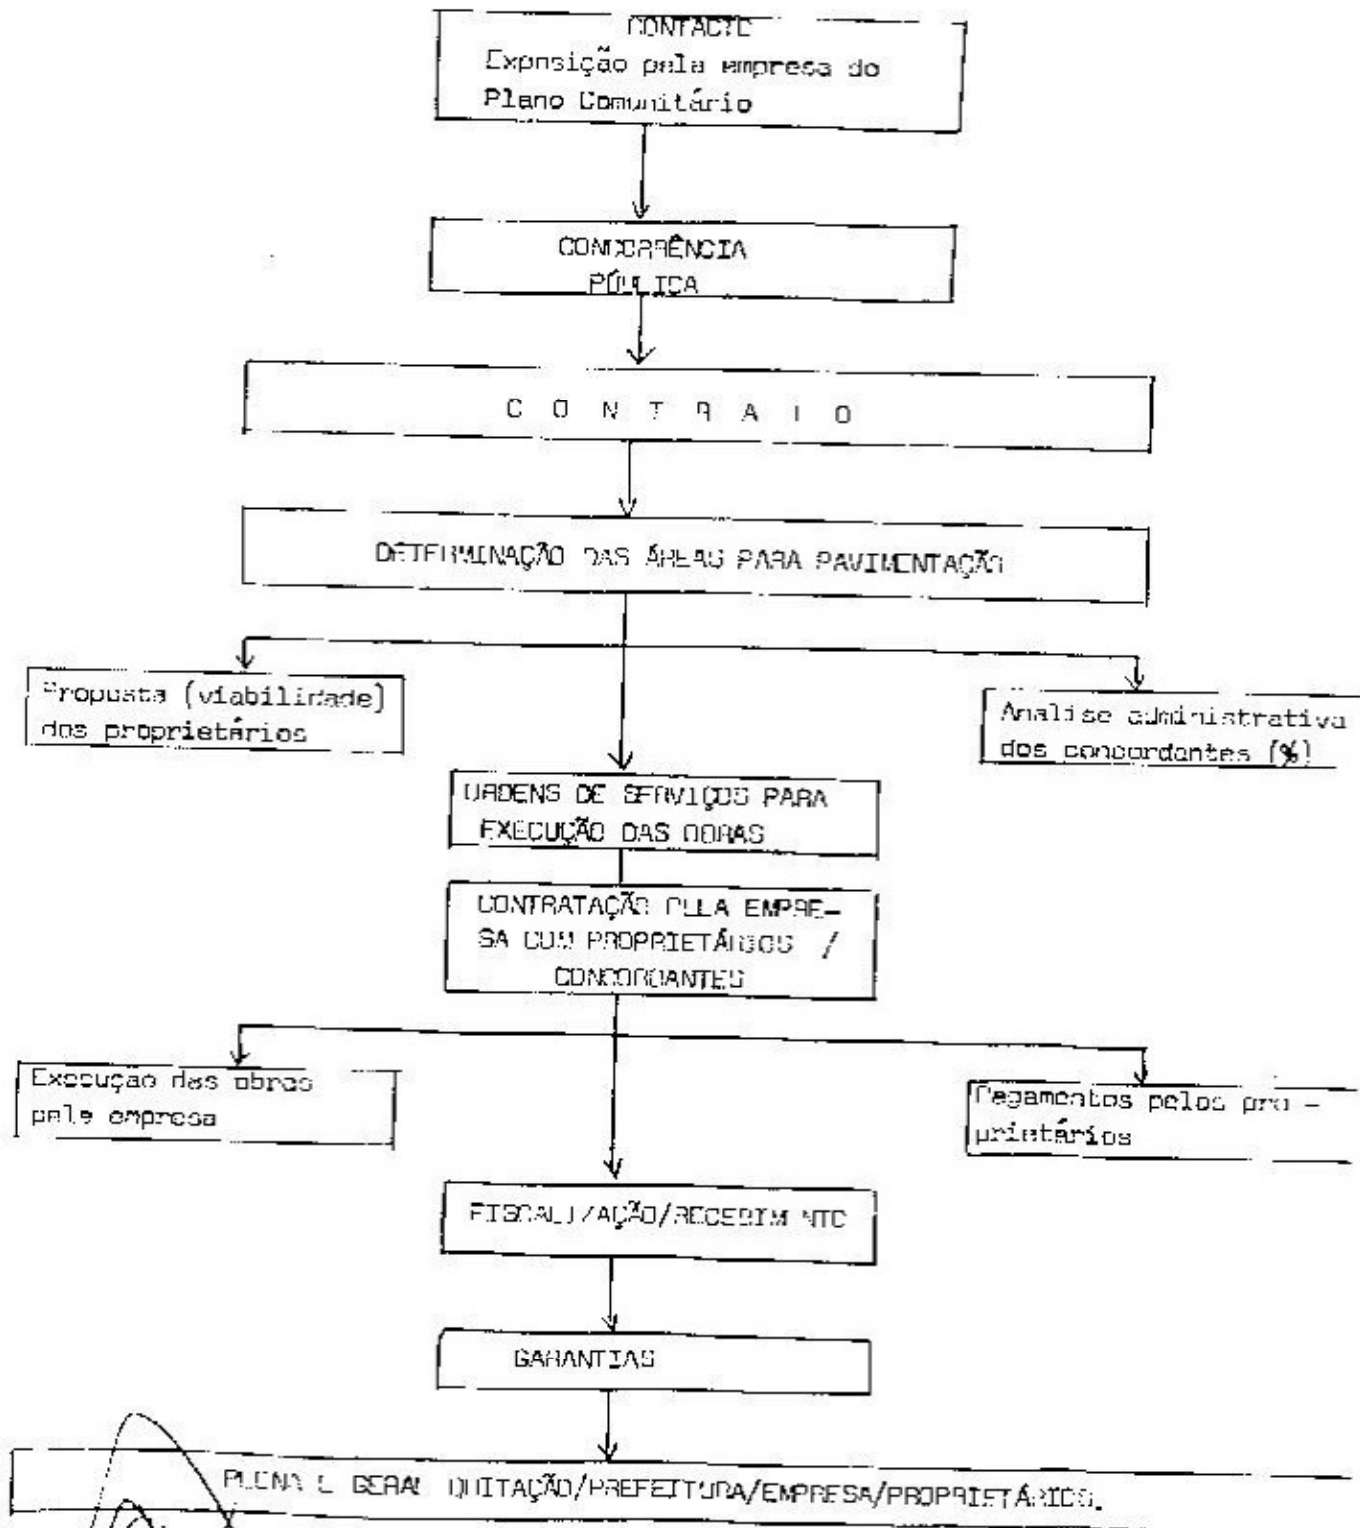 CONTACTO
Exposição pela empresa do
Plano Comunitário
CONCORRÊNCIA
PÚBLICA
C O N T R A T O
DETERMINAÇÃO DAS ÁREAS PARA PAVIMENTAÇÃO
Proposta (viabilidade)
dos proprietários
Analise administrativa
dos concordantes (%)
ORDENS DE SERVIÇOS PARA
EXECUÇÃO DAS OBRAS
CONTRATAÇÃO PELA EMPRE-
SA COM PROPRIETÁRIOS /
CONCORDANTES
Execução das obras
pela empresa
Pagamentos pelos pro -
prietários
FISCALIZAÇÃO/RECEBIMENTO
GARANTIAS
PLENA E GERAL QUITAÇÃO/PREFEITURA/EMPRESA/PROPRIETÁRIOS.